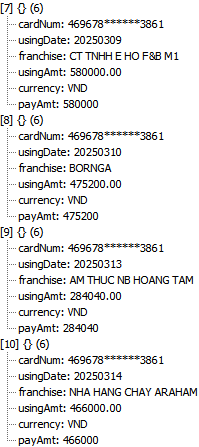 [7] {} (6)
cardNum: 469678******3861
usingDate: 20250309
franchise: CT TNHH E HO F&B M1
usingAmt: 580000.00
currency: VND
payAmt: 580000
[8] {} (6)
cardNum: 469678******3861
usingDate: 20250310
franchise: BORNGA
usingAmt: 475200.00
currency: VND
payAmt: 475200
[9] {} (6)
cardNum: 469678******3861
usingDate: 20250313
franchise: AM THUC NB HOANG TAM
usingAmt: 284040.00
currency: VND
payAmt: 284040
[10] {} (6)
cardNum: 469678******3861
usingDate: 20250314
franchise: NHA HANG CHAY ARAHAM
usingAmt: 466000.00
currency: VND
payAmt: 466000